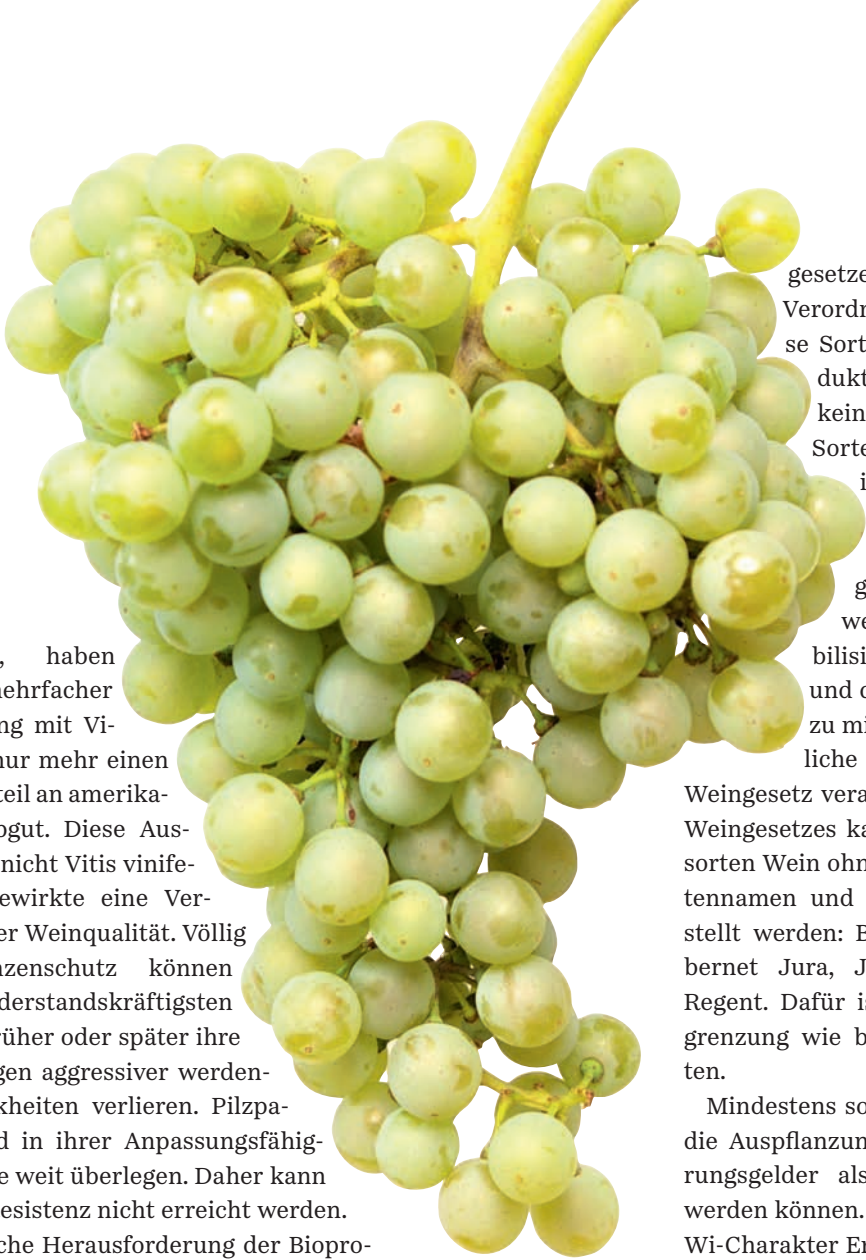 , haben
nehrfacher
ng mit Vi-
nur mehr einen
teil an amerika-
bgut. Diese Aus-
nicht Vitis vinife-
ewirkte eine Ver-
er Weinqualität. Völlig
nzenschutz können
derstandskräftigsten
rüher oder später ihre
gen aggressiver werden-
kheiten verlieren. Pilzpa-
d in ihrer Anpassungsfähig-
e weit überlegen. Daher kann
esistenz nicht erreicht werden.
che Herausforderung der Biopro-
gesetze
Verordn
se Sort
dukt
kein
Sorte
i
g
we
bilisi
und d
zu mi
liche
Weingesetz vera
Weingesetzes ka
sorten Wein ohn
tennamen und
stellt werden: B
bernet Jura, J
Regent. Dafür is
grenzung wie b
ten.
Mindestens so
die Auspflanzun
rungsgelder als
werden können.
Wi-Charakter Er